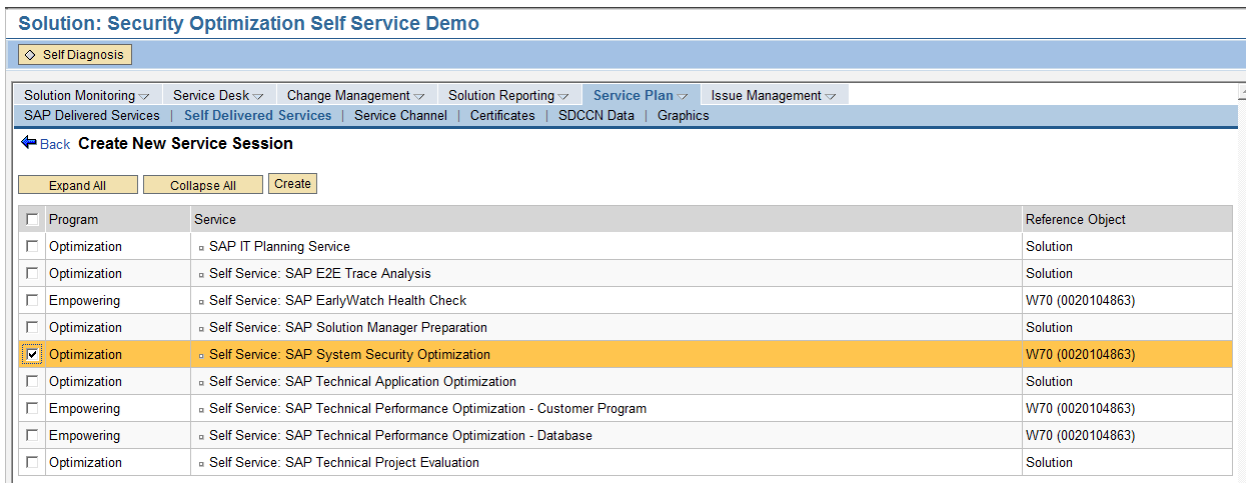 Solution: Security Optimization Self Service Demo
Self Diagnosis
Solution Monitoring Service Desk Change Management Solution Reporting Service Plan Issue Management
SAP Delivered Services | Self Delivered Services | Service Channel | Certificates | SDCCN Data | Graphics
Back Create New Service Session
Expand All Collapse All Create
Program Service Reference Object
Optimization SAP IT Planning Service Solution
Optimization Self Service: SAP E2E Trace Analysis Solution
Empowering Self Service: SAP EarlyWatch Health Check W70 (0020104863)
Optimization Self Service: SAP Solution Manager Preparation Solution
Optimization Self Service: SAP System Security Optimization W70 (0020104863)
Optimization Self Service: SAP Technical Application Optimization Solution
Empowering Self Service: SAP Technical Performance Optimization - Customer Program W70 (0020104863)
Empowering Self Service: SAP Technical Performance Optimization - Database W70 (0020104863)
Optimization Self Service: SAP Technical Project Evaluation Solution